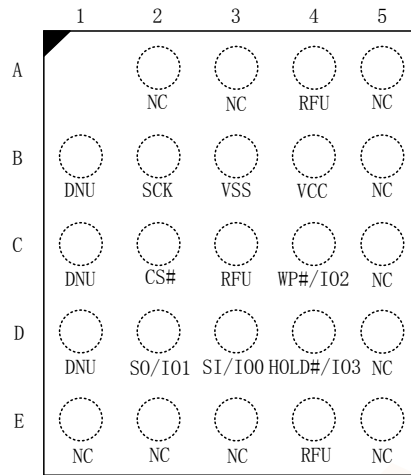 1 2 3 4 5
A
NC NC RFU NC
B
DNU SCK VSS VCC NC
C
DNU CS# RFU WP#/IO2 NC
D
DNU SO/IO1 SI/IO0 HOLD#/IO3 NC
E
NC NC NC RFU NC